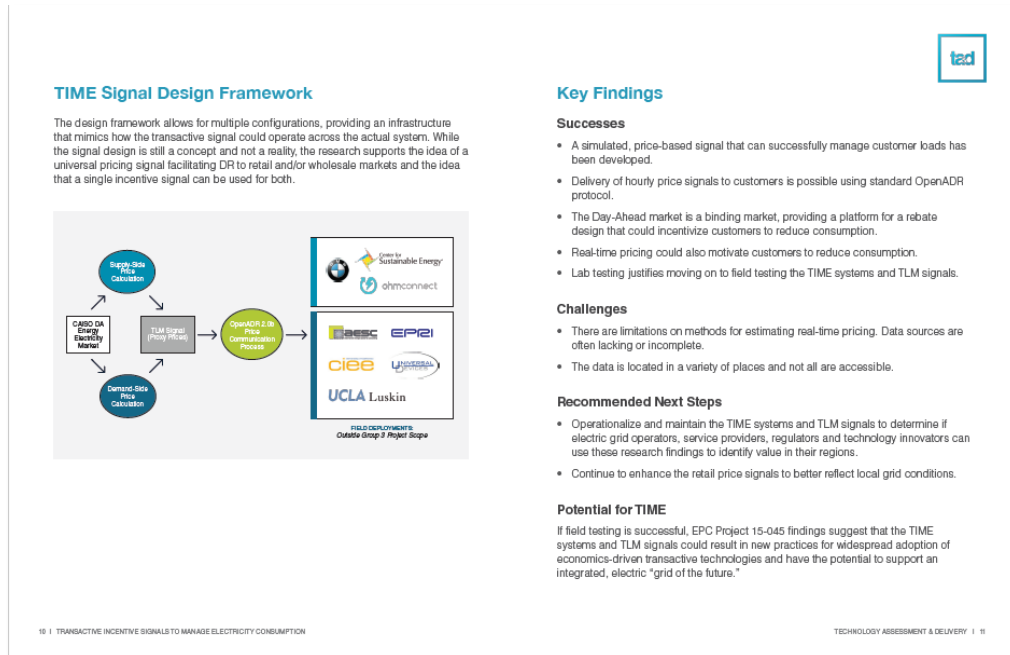 TIME Signal Design Framework
The design framework allows for multiple configurations, providing an infrastructure
that mimics how the transactive signal could operate across the actual system. While
the signal design is still a concept and not a reality, the research supports the idea of a
universal pricing signal facilitating DR to retail and/or wholesale markets and the idea
that a single incentive signal can be used for both.
Supply-Side
Price
Calculation
CAISO DA
Energy
Electricity
Market
TLM Signal
(Proxy Prices)
OpenADR 2.0b
Price
Communication
Process
Demand-Side
Price
Calculation
BMW
Center for
Sustainable Energy
ohmconnect
aesc
EPRI
ciee
UNIVERSAL
DEVICES
UCLA Luskin
FIELD DEPLOYMENTS:
Outside Group 3 Project Scope
10 I TRANSACTIVE INCENTIVE SIGNALS TO MANAGE ELECTRICITY CONSUMPTION
tad
Key Findings
Successes
• A simulated, price-based signal that can successfully manage customer loads has
been developed.
• Delivery of hourly price signals to customers is possible using standard OpenADR
protocol.
• The Day-Ahead market is a binding market, providing a platform for a rebate
design that could incentivize customers to reduce consumption.
• Real-time pricing could also motivate customers to reduce consumption.
• Lab testing justifies moving on to field testing the TIME systems and TLM signals.
Challenges
• There are limitations on methods for estimating real-time pricing. Data sources are
often lacking or incomplete.
• The data is located in a variety of places and not all are accessible.
Recommended Next Steps
• Operationalize and maintain the TIME systems and TLM signals to determine if
electric grid operators, service providers, regulators and technology innovators can
use these research findings to identify value in their regions.
• Continue to enhance the retail price signals to better reflect local grid conditions.
Potential for TIME
If field testing is successful, EPC Project 15-045 findings suggest that the TIME
systems and TLM signals could result in new practices for widespread adoption of
economics-driven transactive technologies and have the potential to support an
integrated, electric “grid of the future.”
TECHNOLOGY ASSESSMENT & DELIVERY I 11